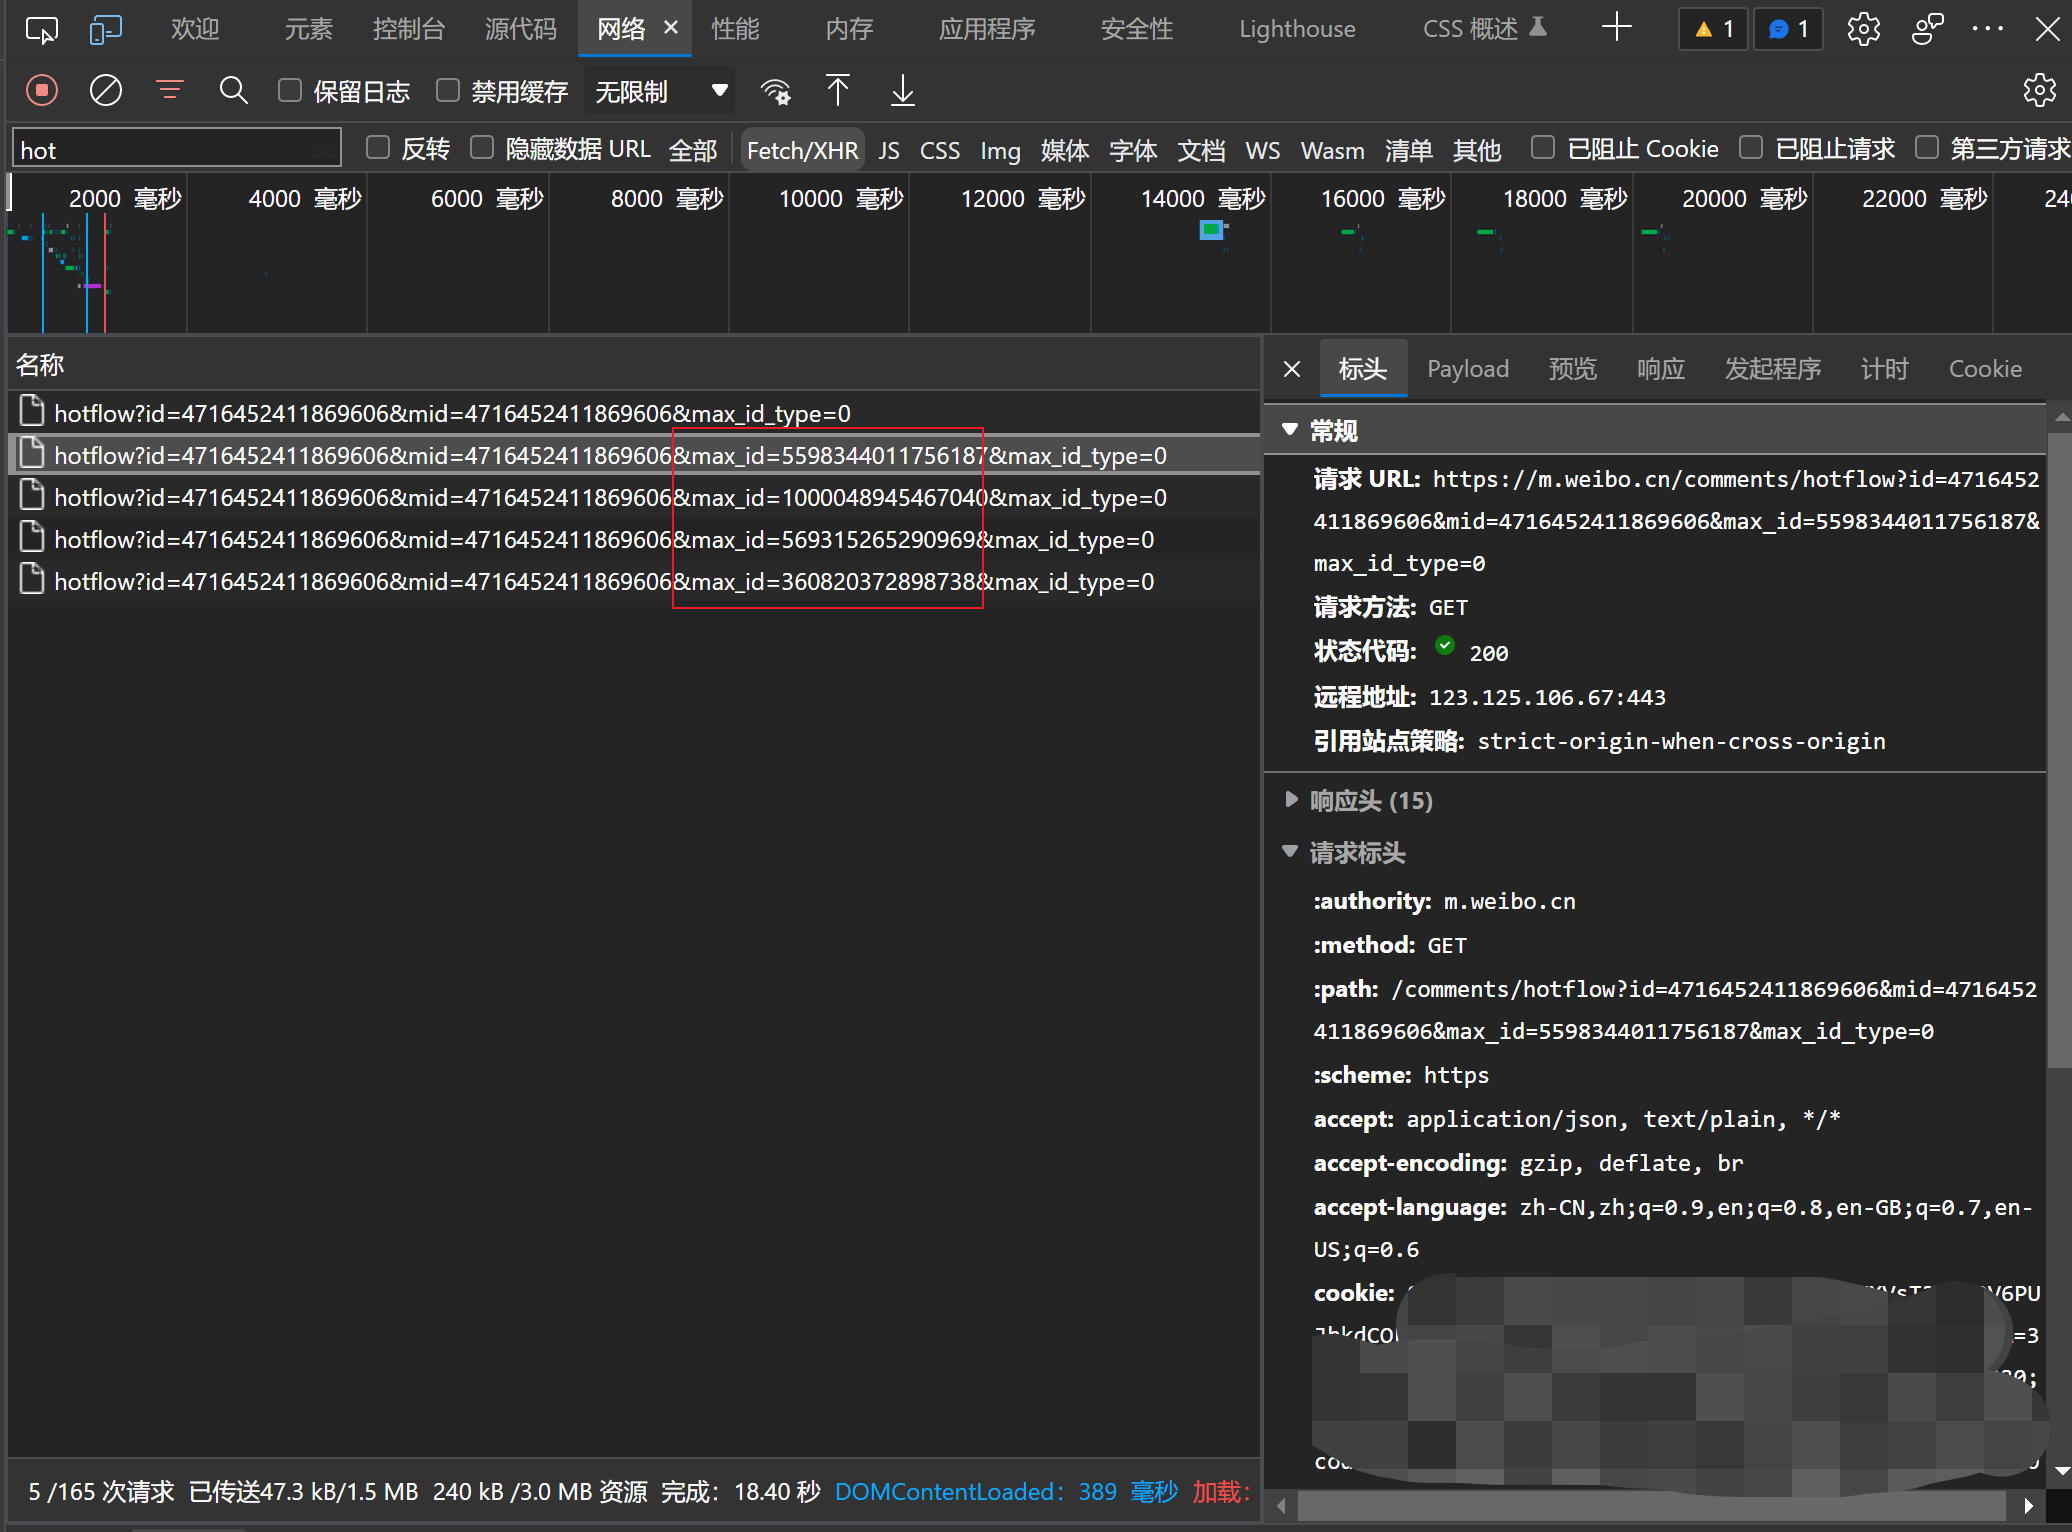 欢迎 元素 控制台 源代码 网络 性能 内存 应用程序 安全性 Lighthouse CSS 概述 1 1
保留日志 禁用缓存 无限制
hot 反转 隐藏数据 URL 全部 Fetch/XHR JS CSS Img 媒体 字体 文档 WS Wasm 清单 其他 已阻止 Cookie 已阻止请求 第三方请求
2000 毫秒 4000 毫秒 6000 毫秒 8000 毫秒 10000 毫秒 12000 毫秒 14000 毫秒 16000 毫秒 18000 毫秒 20000 毫秒 22000 毫秒
名称
hotflow?id=4716452411869606&mid=4716452411869606&max_id_type=0
hotflow?id=4716452411869606&mid=4716452411869606&max_id=5598344011756187&max_id_type=0
hotflow?id=4716452411869606&mid=4716452411869606&max_id=1000048945467040&max_id_type=0
hotflow?id=4716452411869606&mid=4716452411869606&max_id=569315265290969&max_id_type=0
hotflow?id=4716452411869606&mid=4716452411869606&max_id=360820372898738&max_id_type=0
5 /165 次请求 已传送47.3 kB/1.5 MB 240 kB /3.0 MB 资源 完成：18.40 秒 DOMContentLoaded：389 毫秒 加载：
标头 Payload 预览 响应 发起程序 计时 Cookie
常规
请求 URL: https://m.weibo.cn/comments/hotflow?id=4716452
411869606&mid=4716452411869606&max_id=5598344011756187&
max_id_type=0
请求方法: GET
状态代码: 200
远程地址: 123.125.106.67:443
引用站点策略: strict-origin-when-cross-origin
响应头 (15)
请求标头
:authority: m.weibo.cn
:method: GET
:path: /comments/hotflow?id=4716452411869606&mid=4716452
411869606&max_id=5598344011756187&max_id_type=0
:scheme: https
accept: application/json, text/plain, */*
accept-encoding: gzip, deflate, br
accept-language: zh-CN,zh;q=0.9,en;q=0.8,en-GB;q=0.7,en-
US;q=0.6
cookie: